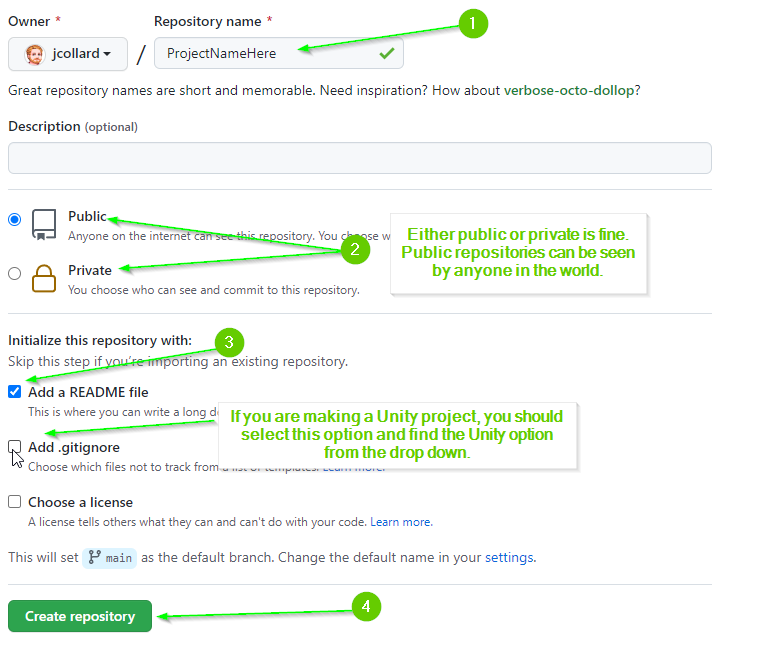 Owner * Repository name *
1
jcollard / ProjectNameHere
Great repository names are short and memorable. Need inspiration? How about verbose-octo-dollop?
Description (optional)
Public
Anyone on the internet can see this repository. You choose w
2
Either public or private is fine.
Public repositories can be seen
by anyone in the world.
Private
You choose who can see and commit to this repository.
Initialize this repository with:
3
Skip this step if you're importing an existing repository.
Add a README file
This is where you can write a long d
If you are making a Unity project, you should
select this option and find the Unity option
from the drop down.
Add .gitignore
Choose which files not to track from a list of templates. Learn more.
Choose a license
A license tells others what they can and can't do with your code. Learn more.
This will set main as the default branch. Change the default name in your settings.
Create repository
4